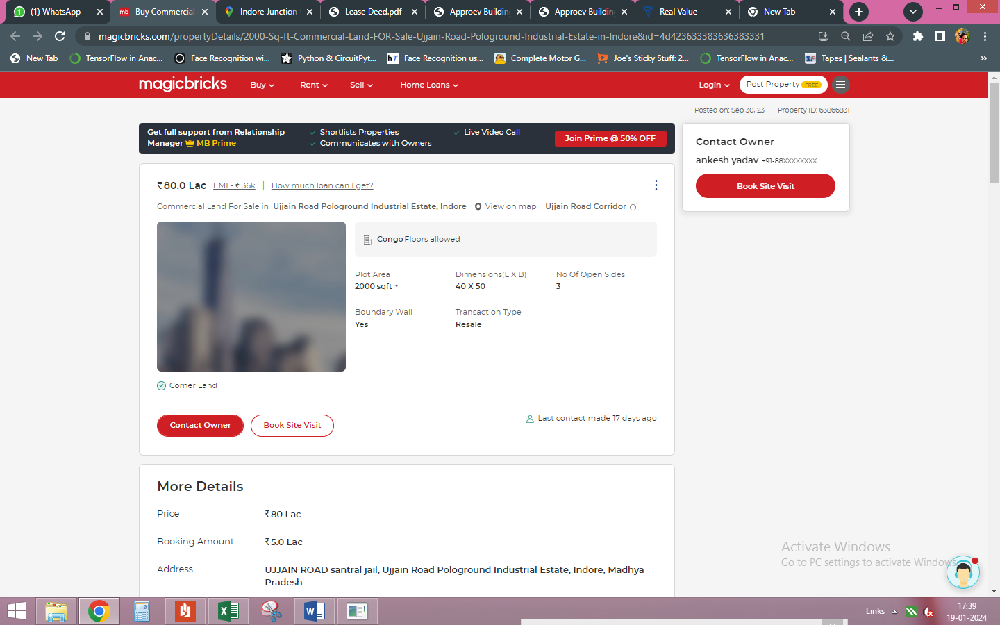 (1) WhatsApp
Buy Commercial
Indore Junction
Lease Deed.pdf
Approev Building
Approev Building
Real Value
New Tab
magicbricks.com/propertyDetails/2000-Sq-ft-Commercial-Land-FOR-Sale-Ujjain-Road-Pologround-Industrial-Estate-in-Indore&id=4d423633383636383331
New Tab
TensorFlow in Anac...
Face Recognition wi...
Python & CircuitPyt...
Face Recognition us...
Complete Motor G...
Joe's Sticky Stuff: 2...
TensorFlow in Anac...
Tapes | Sealants &...
magicbricks
Buy
Rent
Sell
Home Loans
Login
Post Property FREE
Posted on: Sep 30, 23 Property ID: 63866831
Get full support from Relationship
Manager MB Prime
Shortlists Properties
Communicates with Owners
Live Video Call
Join Prime @ 50% OFF
Contact Owner
ankesh yadav +91-88XXXXXXXX
Book Site Visit
₹80.0 Lac EMI - ₹ 36k | How much loan can I get?
Commercial Land For Sale in Ujjain Road Pologround Industrial Estate, Indore View on map Ujjain Road Corridor
Congo Floors allowed
Plot Area
2000 sqft
Dimensions(L X B)
40 X 50
No Of Open Sides
3
Boundary Wall
Yes
Transaction Type
Resale
Corner Land
Contact Owner
Book Site Visit
Last contact made 17 days ago
More Details
Price ₹80 Lac
Booking Amount ₹5.0 Lac
Address UJJAIN ROAD santral jail, Ujjain Road Pologround Industrial Estate, Indore, Madhya
Pradesh
Activate Windows
Go to PC settings to activate Windows.
Links
17:39
19-01-2024